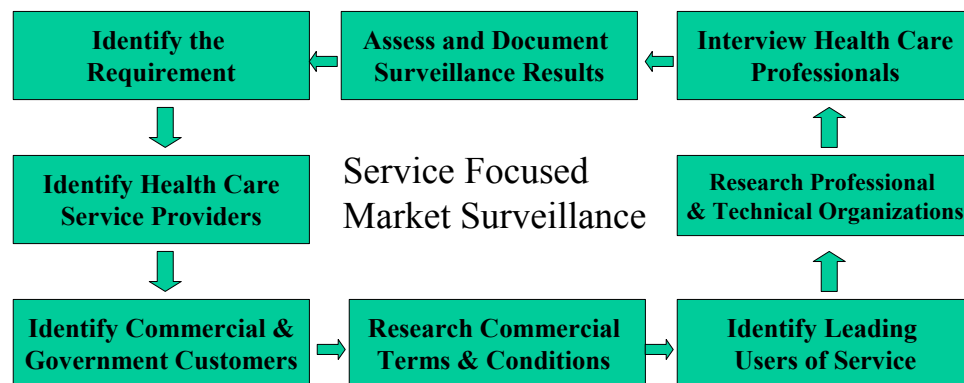 Identify the
Requirement
Assess and Document
Surveillance Results
Interview Health Care
Professionals
Identify Health Care
Service Providers
Service Focused
Market Surveillance
Research Professional
& Technical Organizations
Identify Commercial &
Government Customers
Research Commercial
Terms & Conditions
Identify Leading
Users of Service